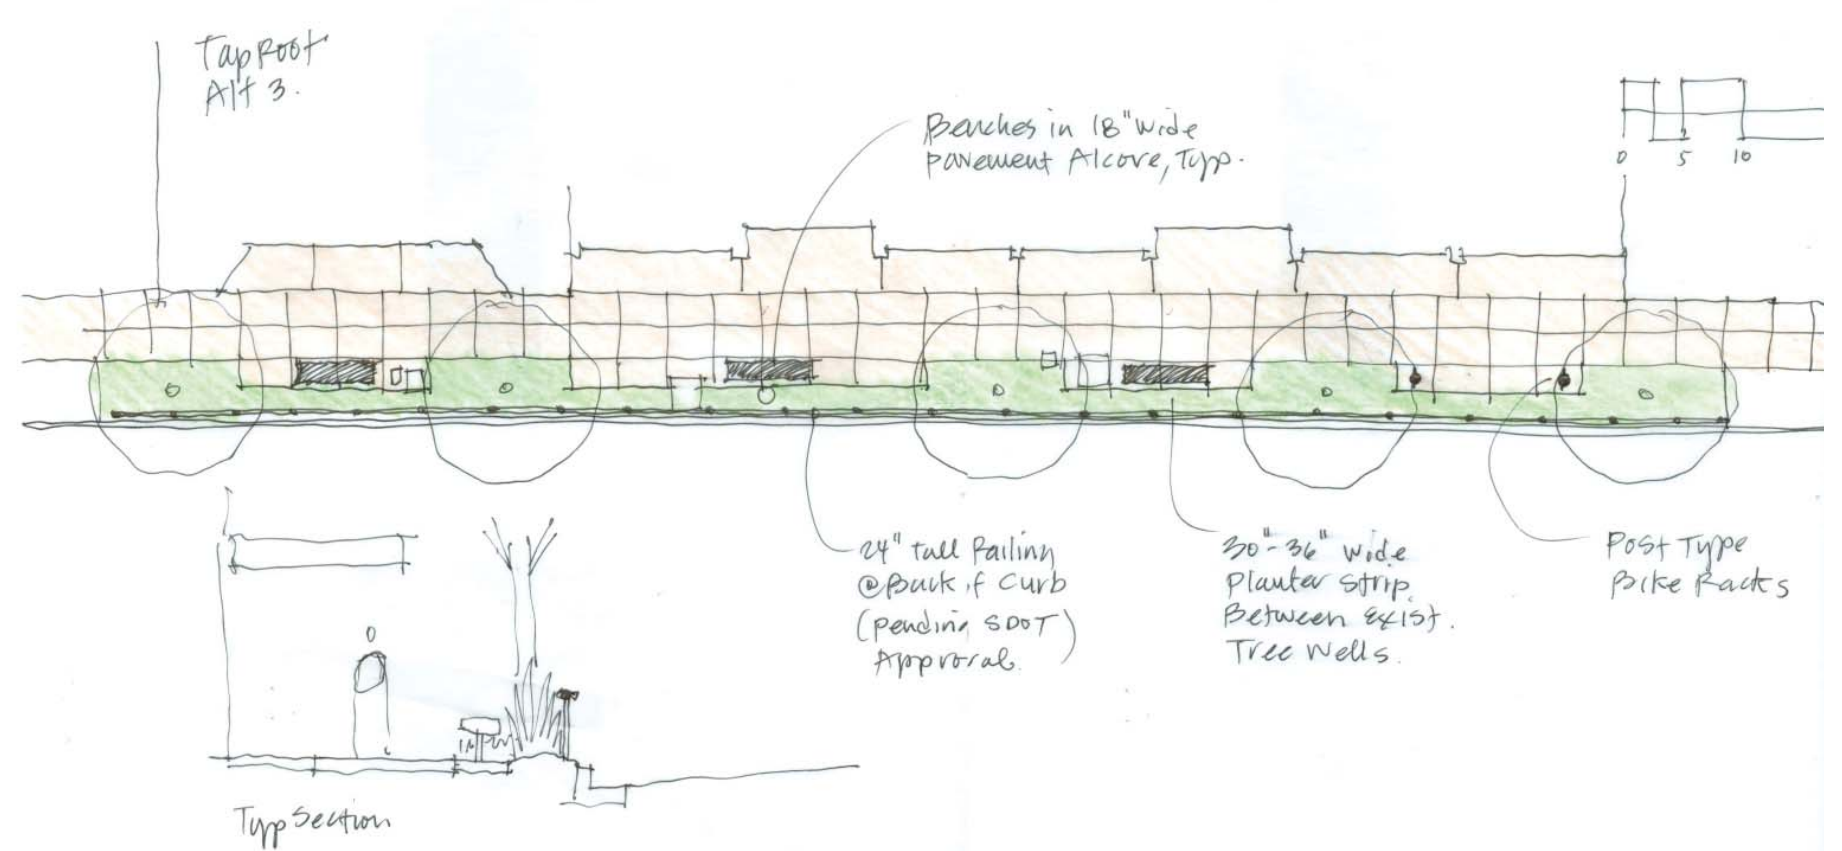 TapRoot
Alt 3.
Benches in 18" wide
pavement Alcove, Typ.
0 5 10
24" tall Railing
@ Back of Curb
(pending SDOT)
Approval.
30"-36" wide
Planter Strip
Between Exist.
Tree Wells.
Post Type
Bike Racks
Typ Section